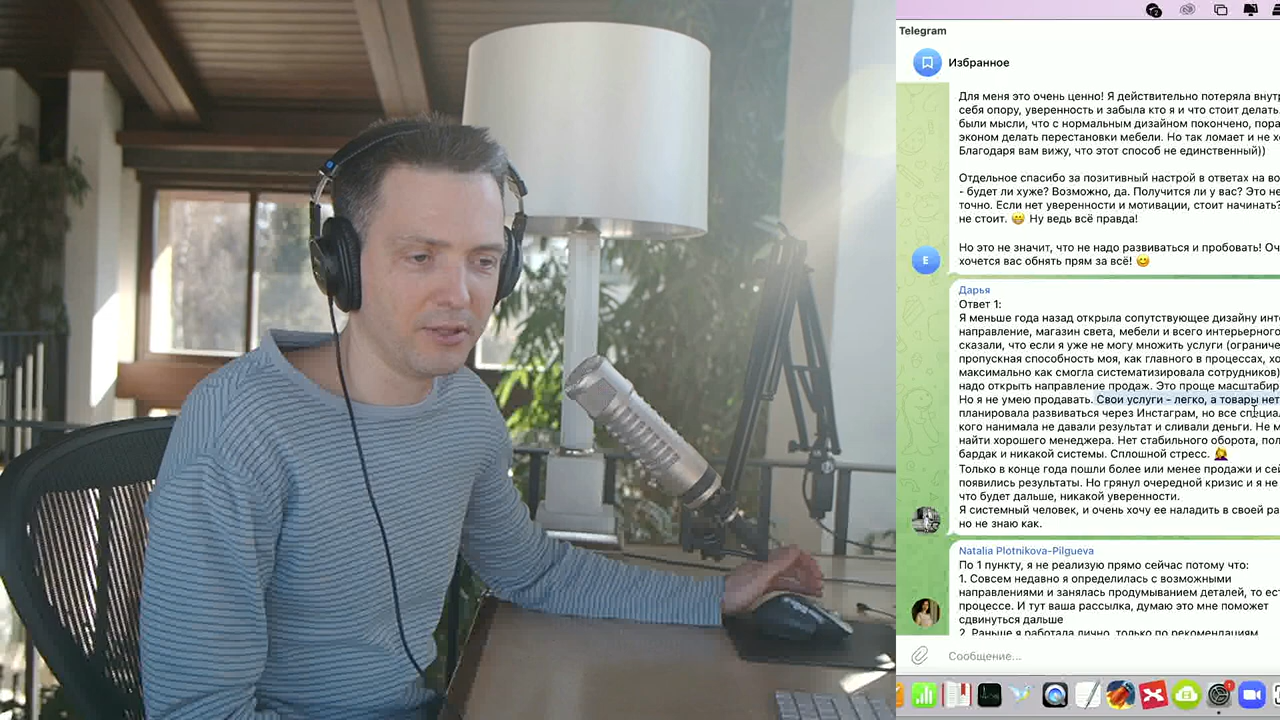 Telegram
Избранное
Для меня это очень ценно! Я действительно потеряла внут
себя опору, уверенность и забыла кто я и что стоит делать
были мысли, что с нормальным дизайном покончено, пора
эконом делать перестановки мебели. Но так ломает и не х
Благодаря вам вижу, что этот способ не единственный))
Отдельное спасибо за позитивный настрой в ответах на во
- будет ли хуже? Возможно, да. Получится ли у вас? Это не
точно. Если нет уверенности и мотивации, стоит начинать?
не стоит. 😁 Ну ведь всё правда!
Но это не значит, что не надо развиваться и пробовать! Оч
хочется вас обнять прям за всё! 😊
E
Дарья
Ответ 1:
Я меньше года назад открыла сопутствующее дизайну инт
направление, магазин света, мебели и всего интерьерного
сказали, что если я уже не могу множить услуги (ограниче
пропускная способность моя, как главного в процессах, хо
максимально как смогла систематизировала сотрудников)
надо открыть направление продаж. Это проще масштабир
Но я не умею продавать. Свои услуги - легко, а товары нет
планировала развиваться через Инстаграм, но все специа
кого нанимала не давали результат и сливали деньги. Не м
найти хорошего менеджера. Нет стабильного оборота, пол
бардак и никакой системы. Сплошной стресс. 🤦‍♀️
Только в конце года пошли более или менее продажи и сей
появились результаты. Но грянул очередной кризис и я не
что будет дальше, никакой уверенности.
Я системный человек, и очень хочу ее наладить в своей ра
но не знаю как.
Natalia Plotnikova-Pilgueva
По 1 пункту, я не реализую прямо сейчас потому что:
1. Совсем недавно я определилась с возможными
направлениями и занялась продумыванием деталей, то ес
процессе. И тут ваша рассылка, думаю это мне поможет
сдвинуться дальше
2. Раньше я работала лично, только по рекомендациям
Сообщение...